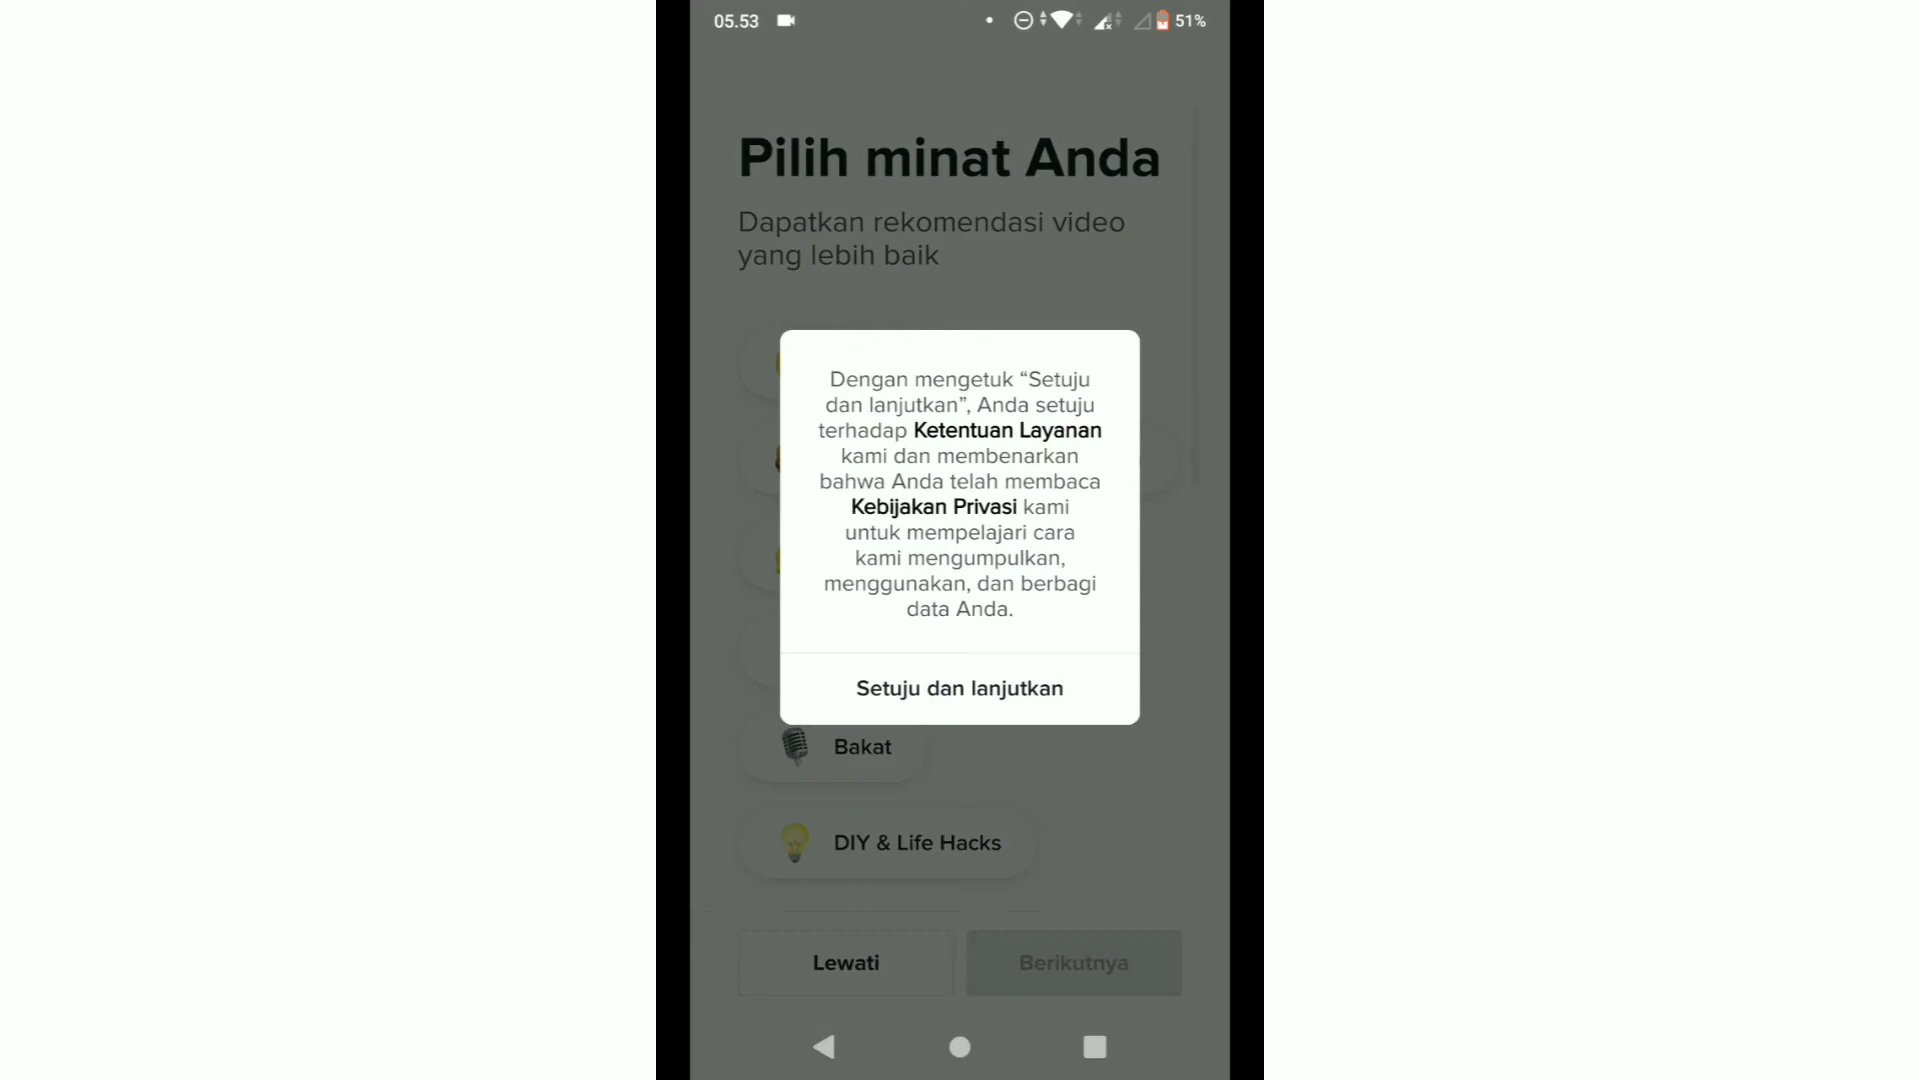 05.53
51%
Pilih minat Anda
Dapatkan rekomendasi video
yang lebih baik
Dengan mengetuk “Setuju
dan lanjutkan”, Anda setuju
terhadap Ketentuan Layanan
kami dan membenarkan
bahwa Anda telah membaca
Kebijakan Privasi kami
untuk mempelajari cara
kami mengumpulkan,
menggunakan, dan berbagi
data Anda.
Setuju dan lanjutkan
Bakat
DIY & Life Hacks
Lewati
Berikutnya